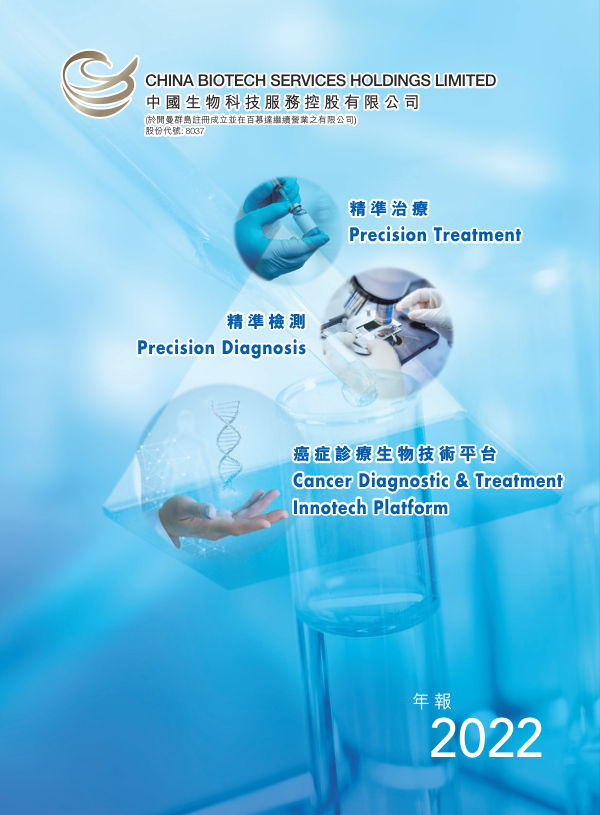 CHINA BIOTECH SERVICES HOLDINGS LIMITED
中國生物科技服務控股有限公司
(於開曼群島註冊成立並在百慕達繼續營業之有限公司)
股份代號: 8037
精準治療
Precision Treatment
精準檢測
Precision Diagnosis
癌症診療生物技術平台
Cancer Diagnostic & Treatment
Innotech Platform
年報
2022